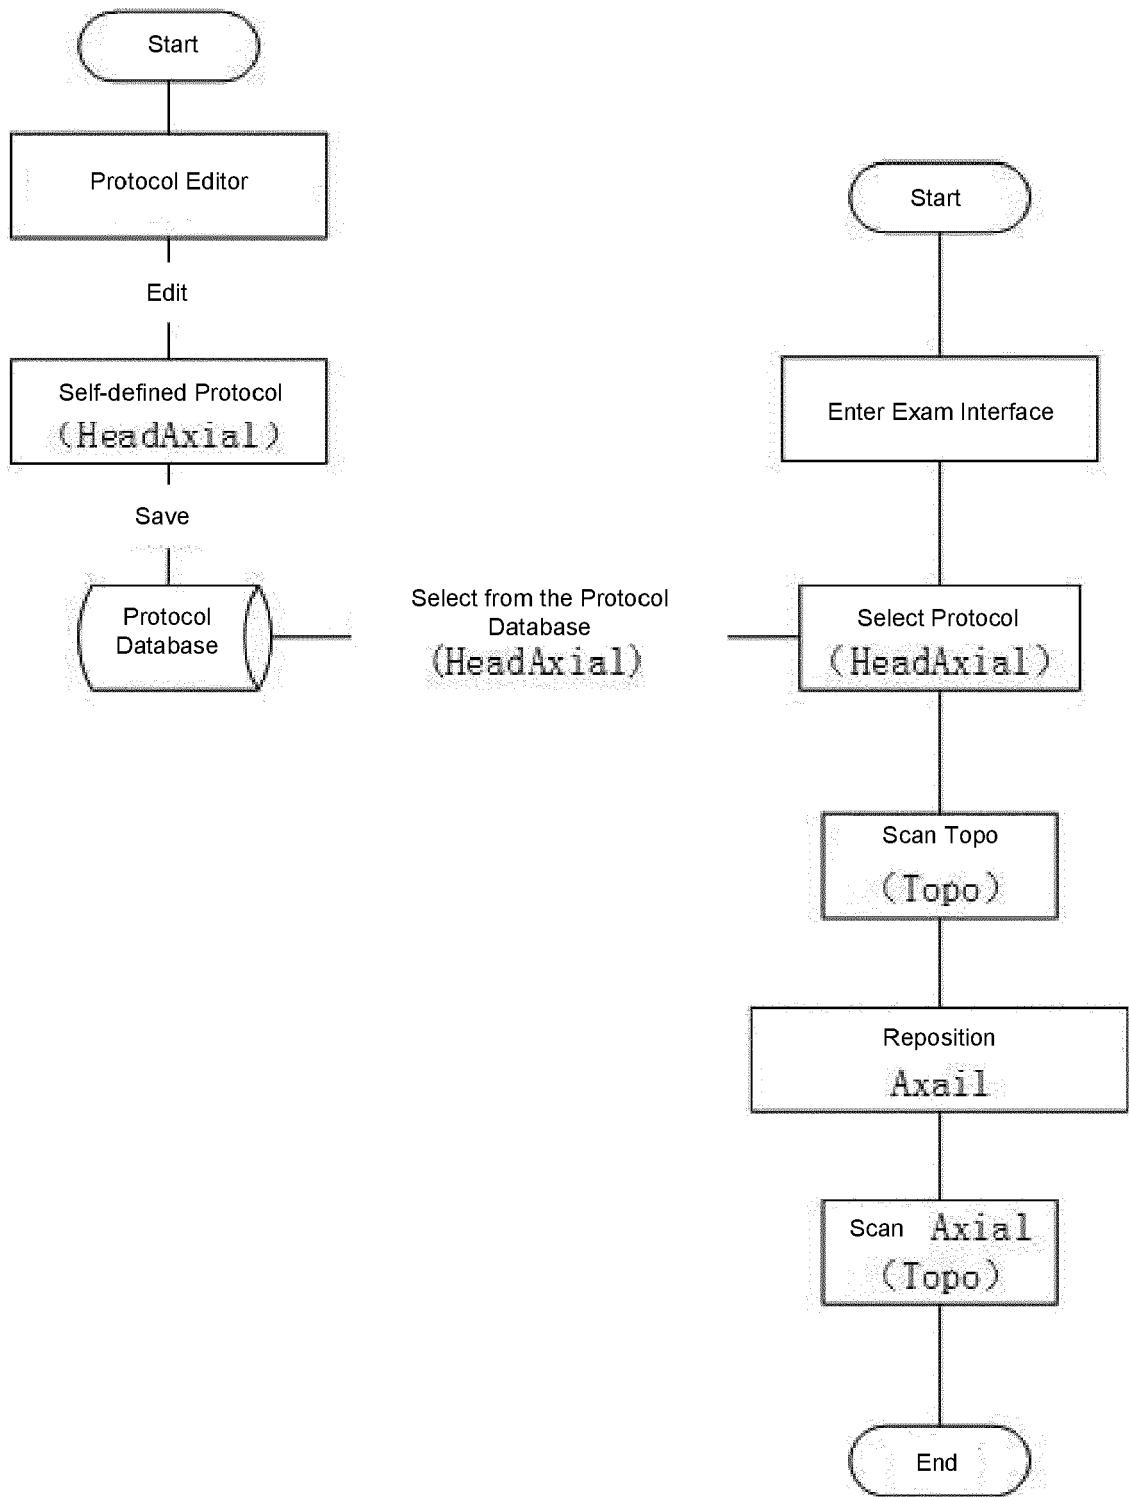 Start
Protocol Editor
Edit
Self-defined Protocol
(HeadAxial)
Save
Protocol
Database
Select from the Protocol
Database
(HeadAxial)
Start
Enter Exam Interface
Select Protocol
(HeadAxial)
Scan Topo
(Topo)
Reposition
Axail
Scan Axial
(Topo)
End